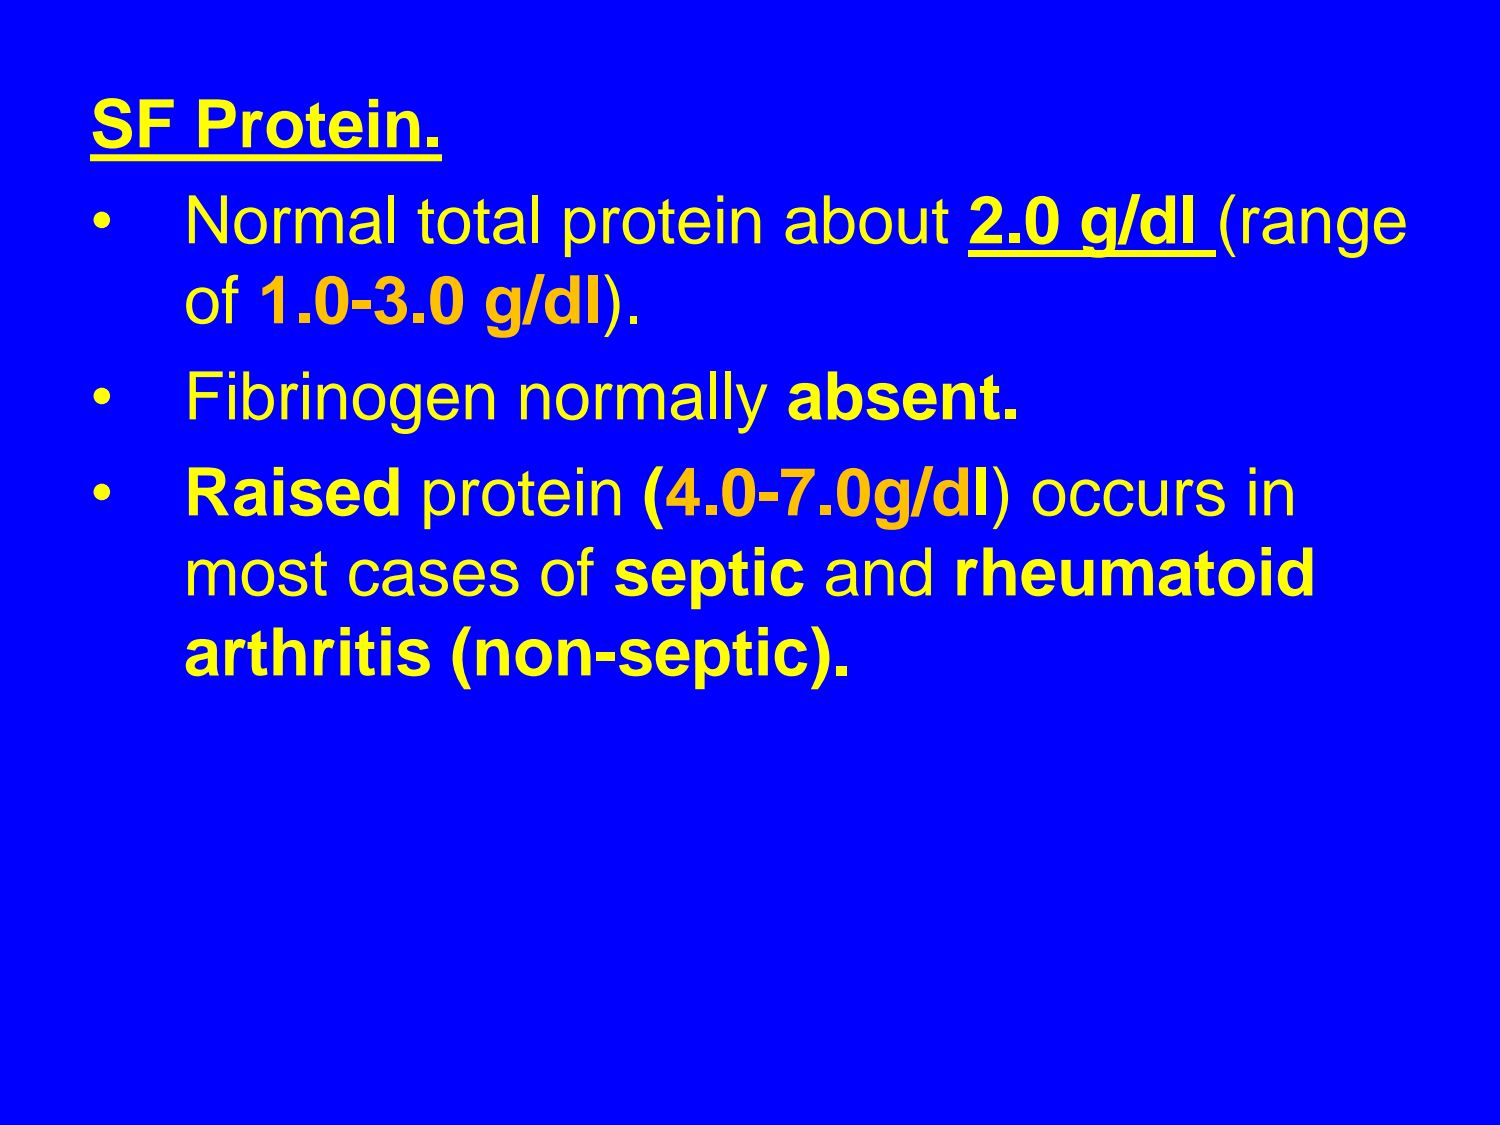 SF Protein.
• Normal total protein about 2.0 g/dl (range
of 1.0-3.0 g/dl).
• Fibrinogen normally absent.
• Raised protein (4.0-7.0g/dl) occurs in
most cases of septic and rheumatoid
arthritis (non-septic).